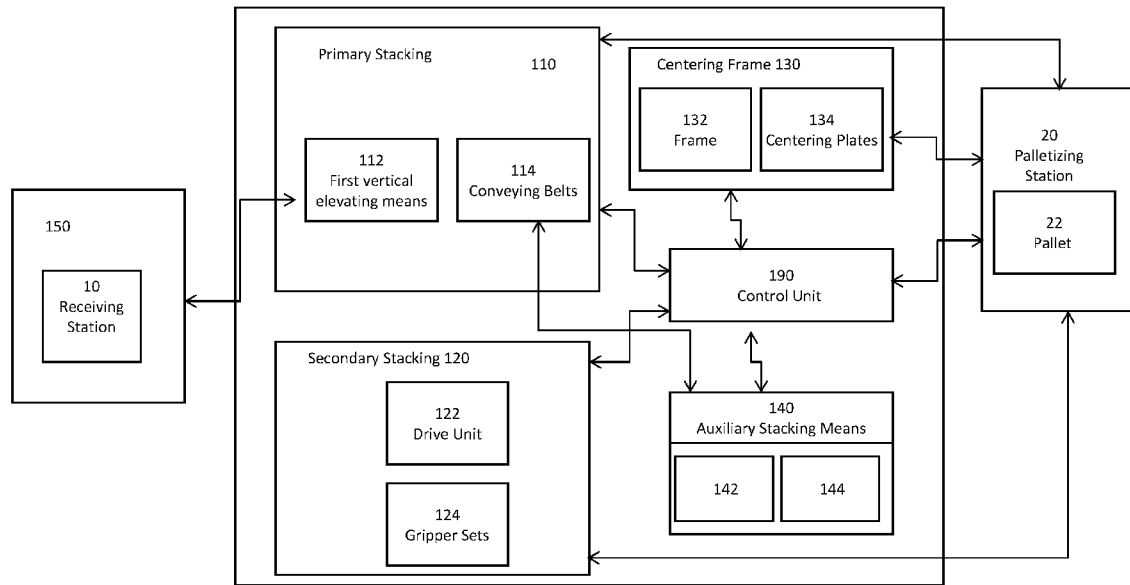 150
10
Receiving
Station
Primary Stacking
110
112
First vertical
elevating means
114
Conveying Belts
Centering Frame 130
132
Frame
134
Centering Plates
20
Palletizing
Station
22
Pallet
190
Control Unit
Secondary Stacking 120
122
Drive Unit
124
Gripper Sets
140
Auxiliary Stacking Means
142
144